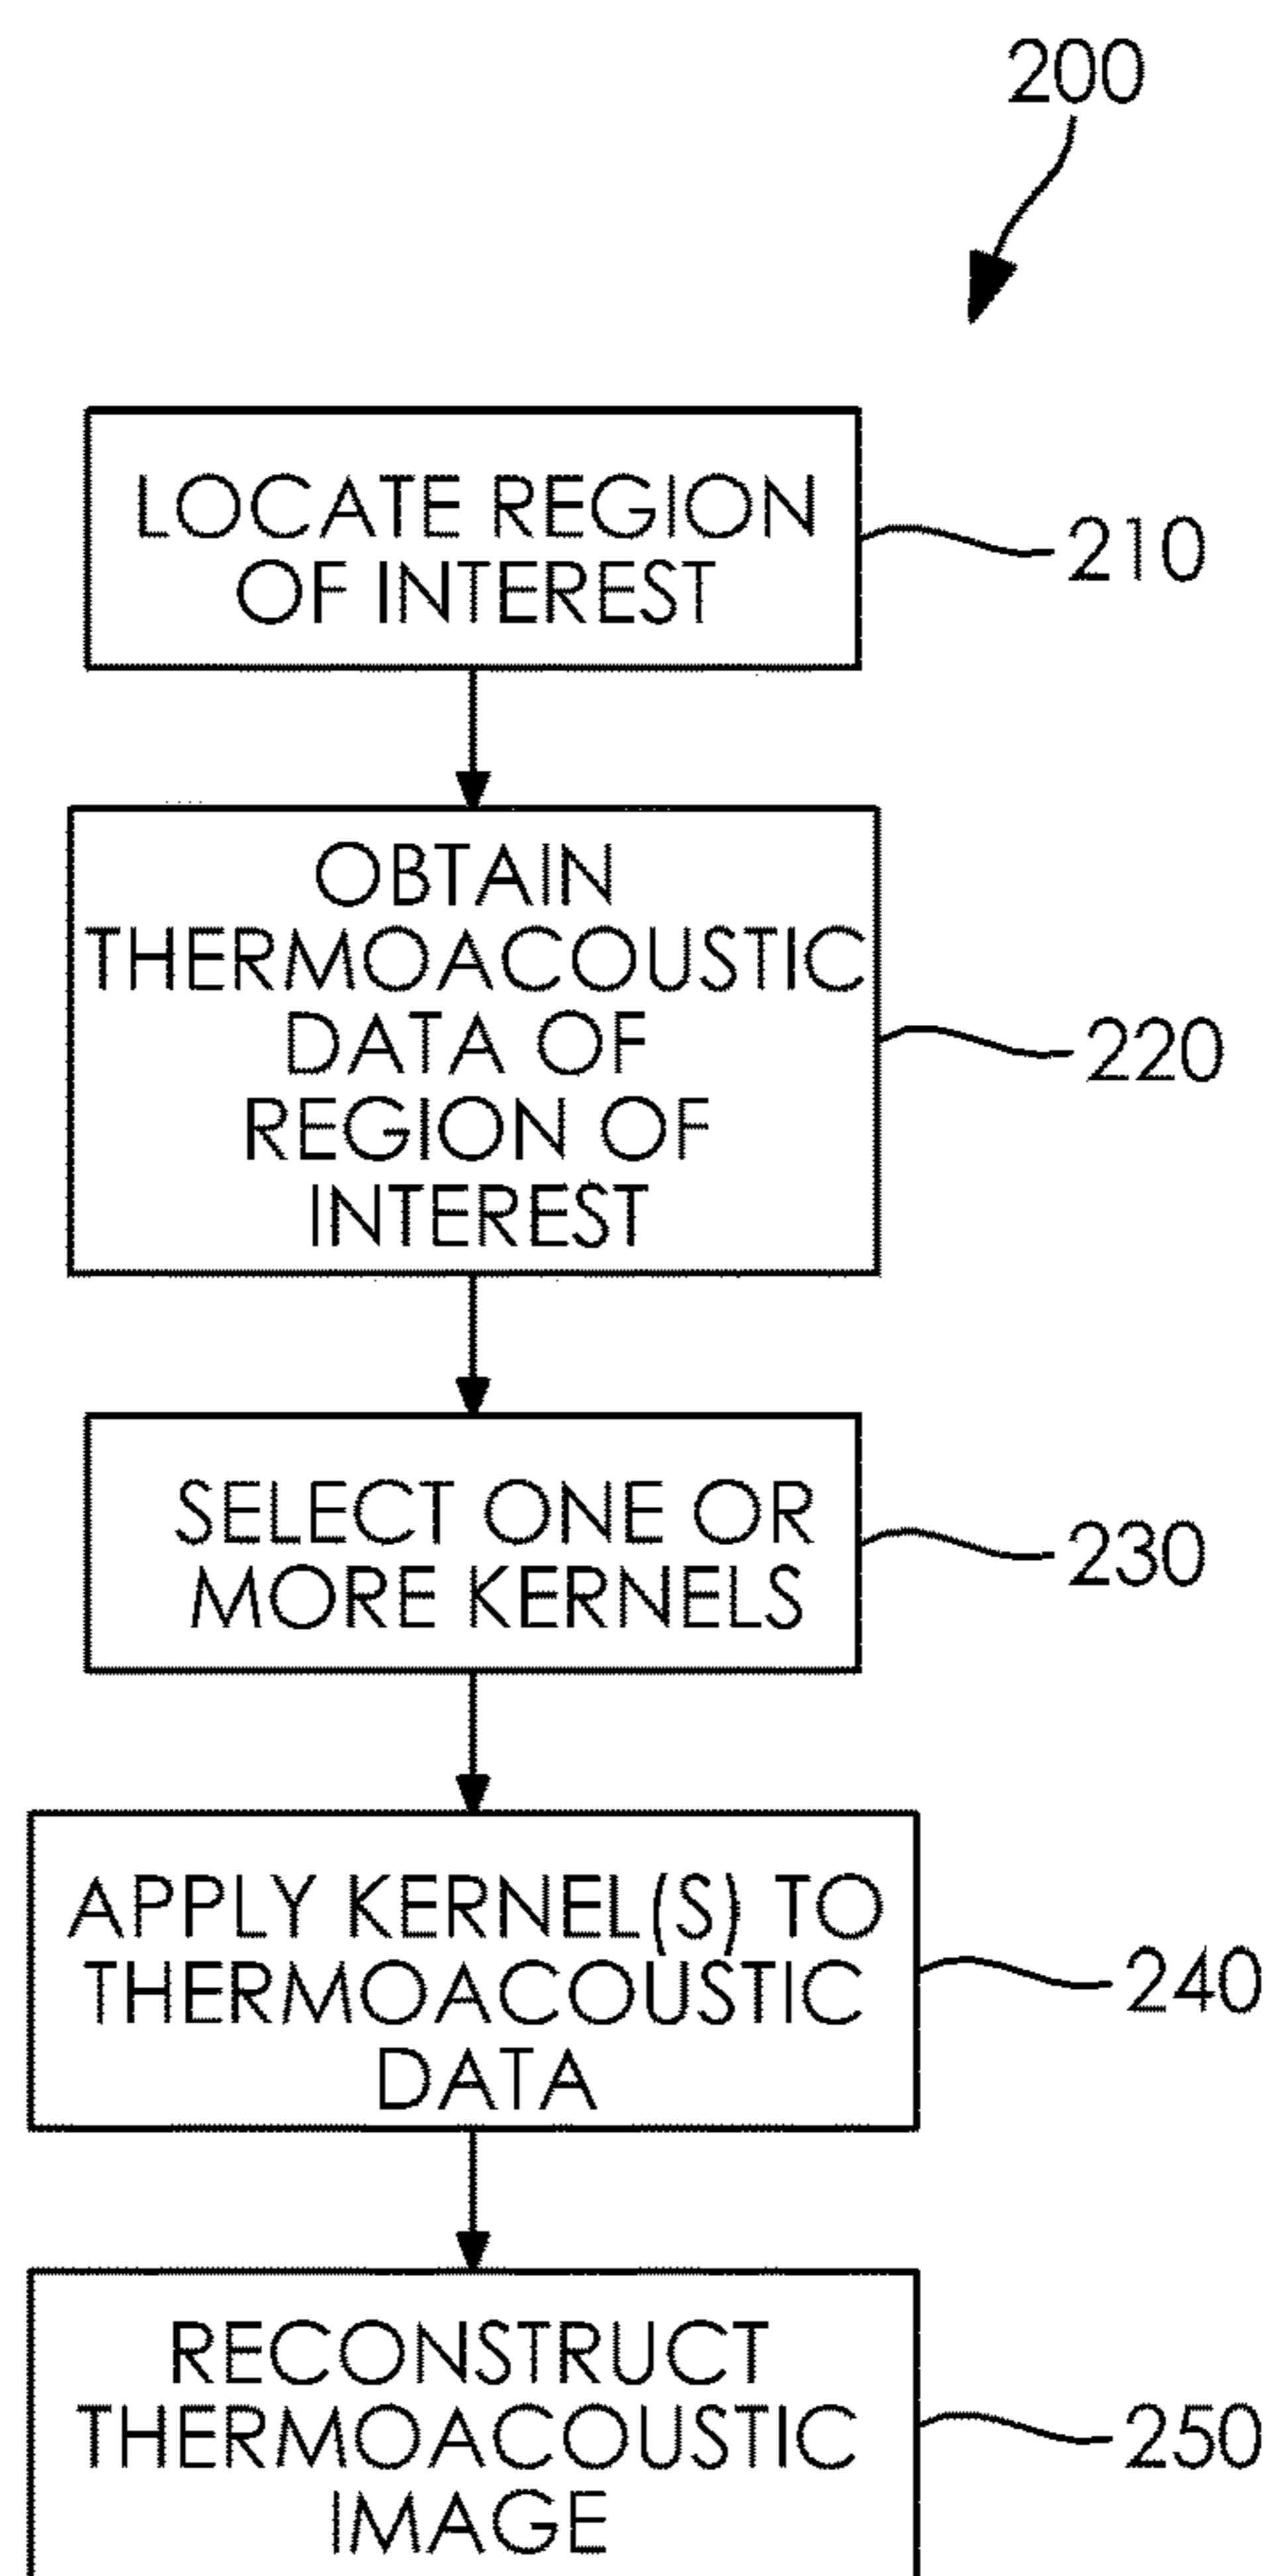 200
LOCATE REGION
OF INTEREST
210
OBTAIN
THERMOACOUSTIC
DATA OF
REGION OF
INTEREST
220
SELECT ONE OR
MORE KERNELS
230
APPLY KERNEL(S) TO
THERMOACOUSTIC
DATA
240
RECONSTRUCT
THERMOACOUSTIC
IMAGE
250